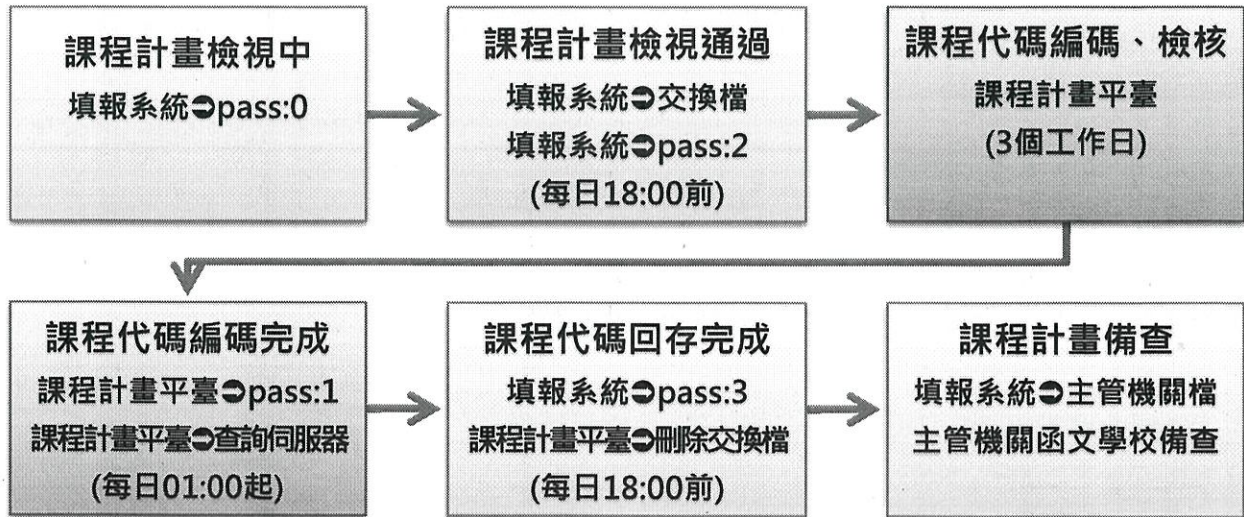 課程計畫檢視中
填報系統➲pass:0
課程計畫檢視通過
填報系統➲交換檔
填報系統➲pass:2
(每日18:00前)
課程代碼編碼、檢核
課程計畫平臺
(3個工作日)
課程代碼編碼完成
課程計畫平臺➲pass:1
課程計畫平臺➲查詢伺服器
(每日01:00起)
課程代碼回存完成
填報系統➲pass:3
課程計畫平臺➲刪除交換檔
(每日18:00前)
課程計畫備查
填報系統➲主管機關檔
主管機關函文學校備查